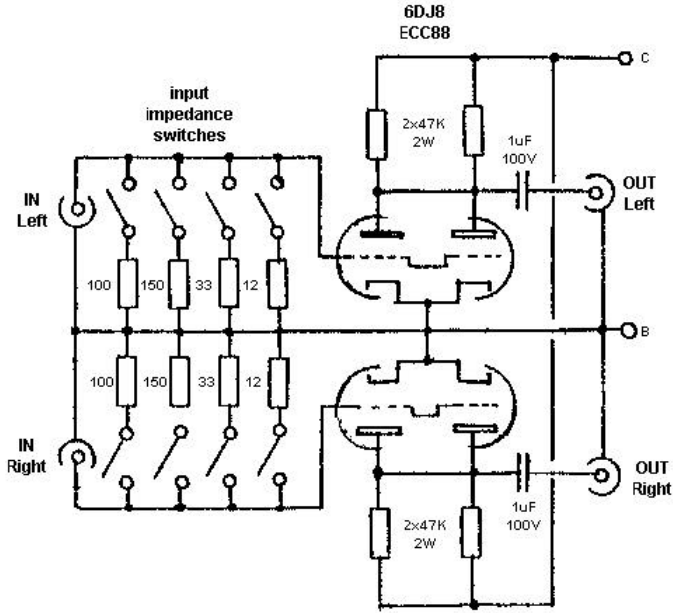 6DJ8
ECC88
C
input
impedance
switches
2x47K
2W
1uF
100V
IN
Left
OUT
Left
100
150
33
12
B
100
150
33
12
IN
Right
OUT
Right
2x47K
2W
1uF
100V